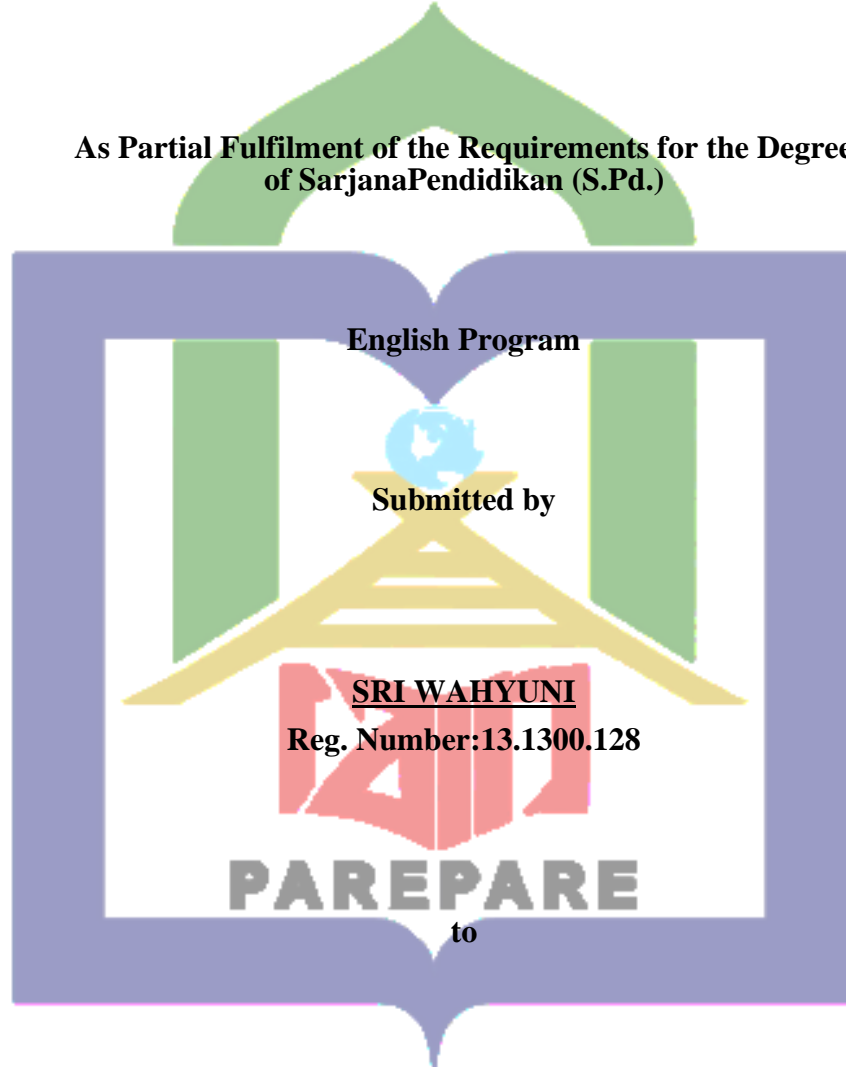 As Partial Fulfilment of the Requirements for the Degree
of SarjanaPendidikan (S.Pd.)
English Program
Submitted by
SRI WAHYUNI
Reg. Number:13.1300.128
iain
PAREPARE
to